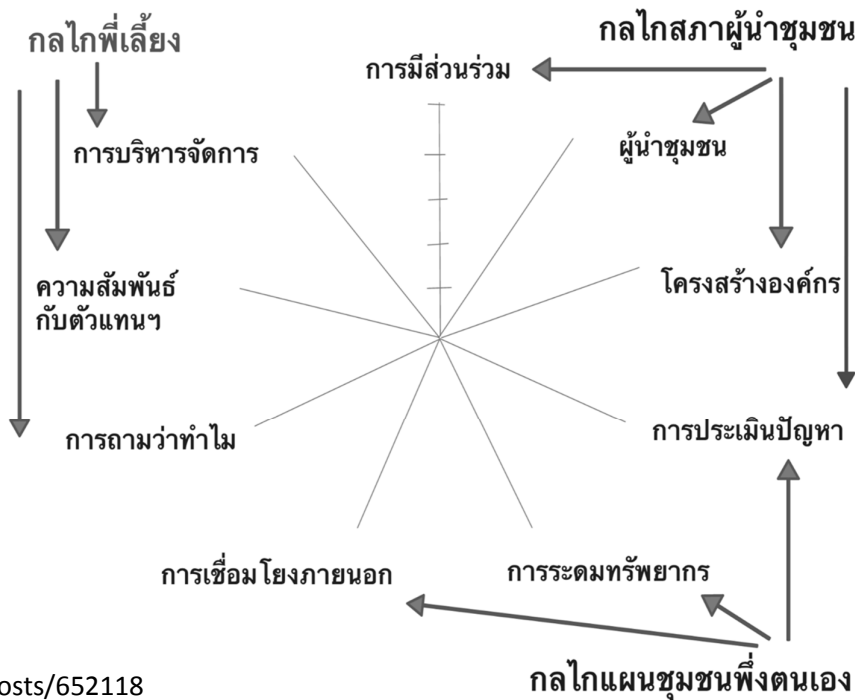 กลไกพี่เลี้ยง
กลไกสภาผู้นำชุมชน
การมีส่วนร่วม
การบริหารจัดการ
ผู้นำชุมชน
ความสัมพันธ์
กับตัวแทนฯ
โครงสร้างองค์กร
การถามว่าทำไม
การประเมินปัญหา
การเชื่อมโยงภายนอก
การระดมทรัพยากร
กลไกแผนชุมชนพึ่งตนเอง
osts/652118